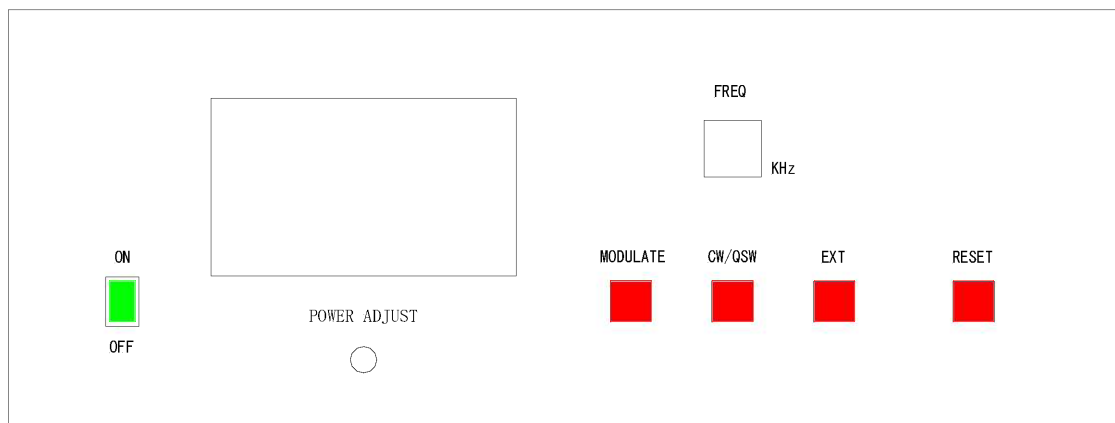 FREQ
KHz
ON
MODULATE
CW/QSW
EXT
RESET
POWER ADJUST
OFF